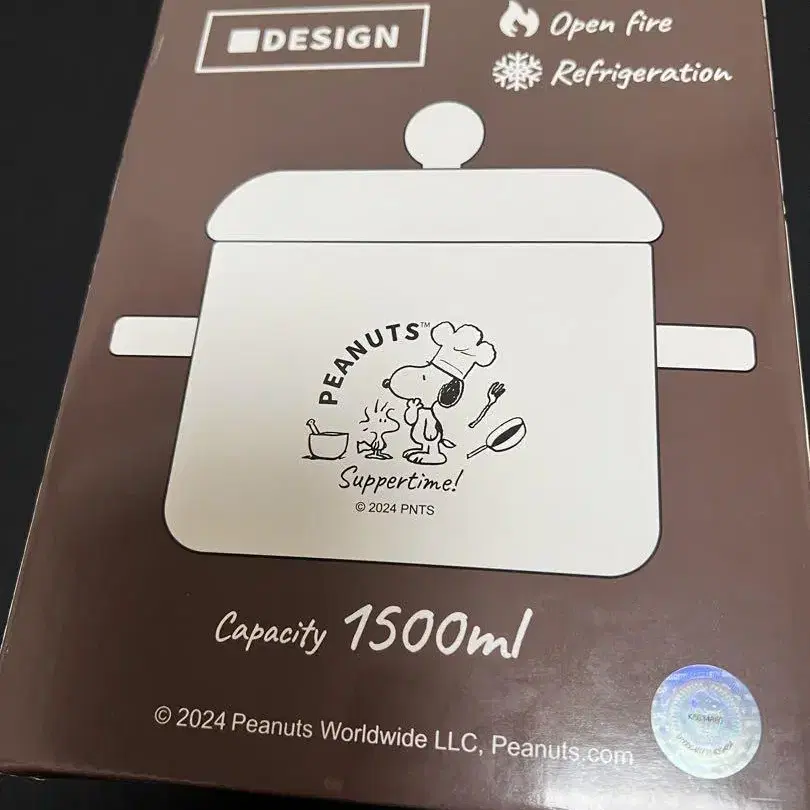 DESIGN
Open fire
Refrigeration
PEANUTS™
Suppertime!
© 2024 PNTS
Capacity 1500ml
© 2024 Peanuts Worldwide LLC, Peanuts.com